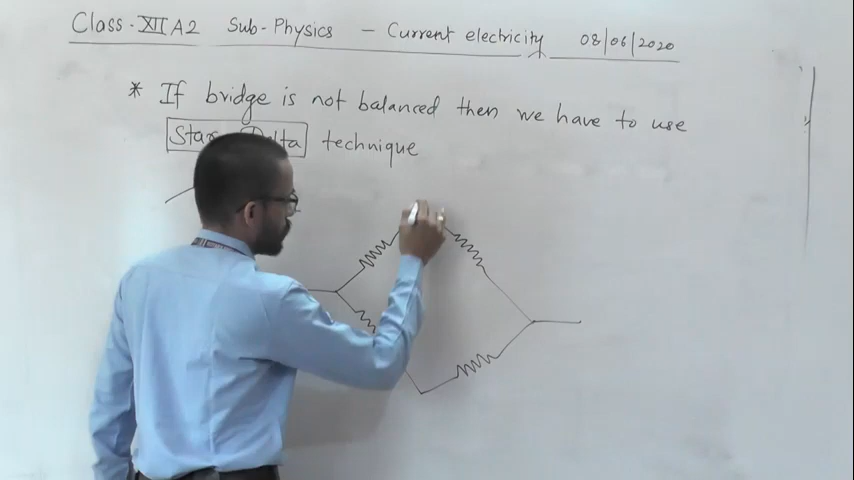 Class-XII A2 Sub-Physics - Current electricity 08/06/2020
* If bridge is not balanced then we have to use
technique